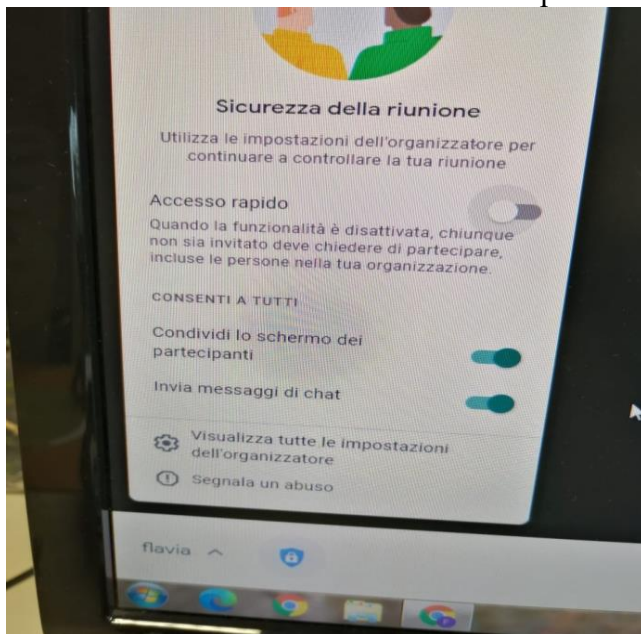 Sicurezza della riunione
Utilizza le impostazioni dell'organizzatore per
continuare a controllare la tua riunione
Accesso rapido
Quando la funzionalità è disattivata, chiunque
non sia invitato deve chiedere di partecipare,
incluse le persone nella tua organizzazione.
CONSENTI A TUTTI
Condividi lo schermo dei
partecipanti
Invia messaggi di chat
Visualizza tutte le impostazioni
dell'organizzatore
Segnala un abuso
flavia